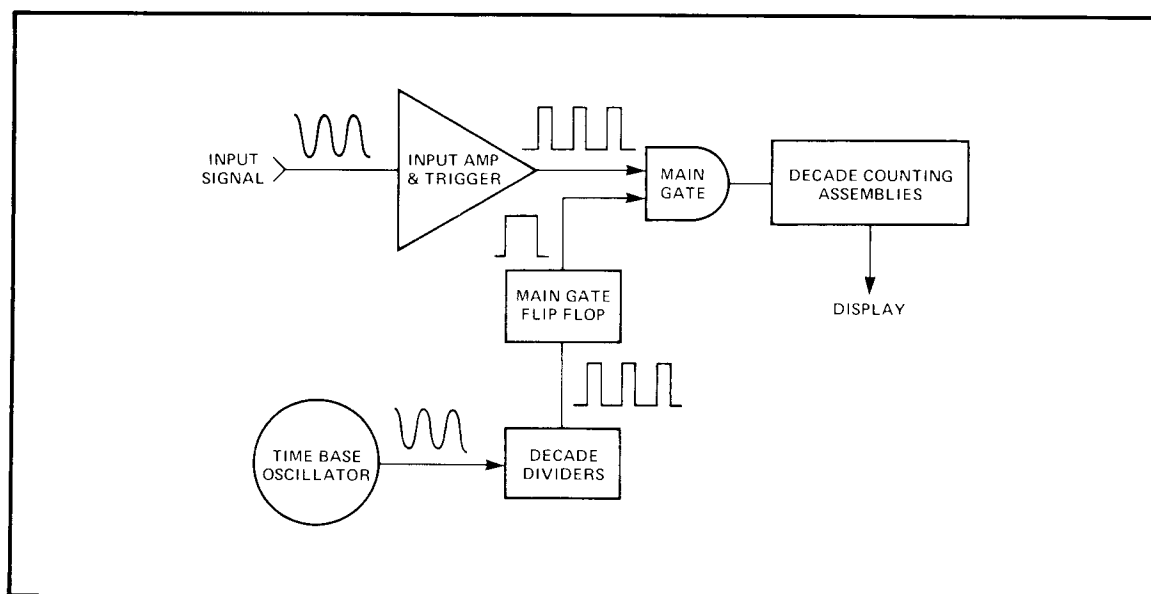 INPUT
SIGNAL
INPUT AMP
& TRIGGER
MAIN
GATE
DECADE COUNTING
ASSEMBLIES
MAIN GATE
FLIP FLOP
DISPLAY
TIME BASE
OSCILLATOR
DECADE
DIVIDERS